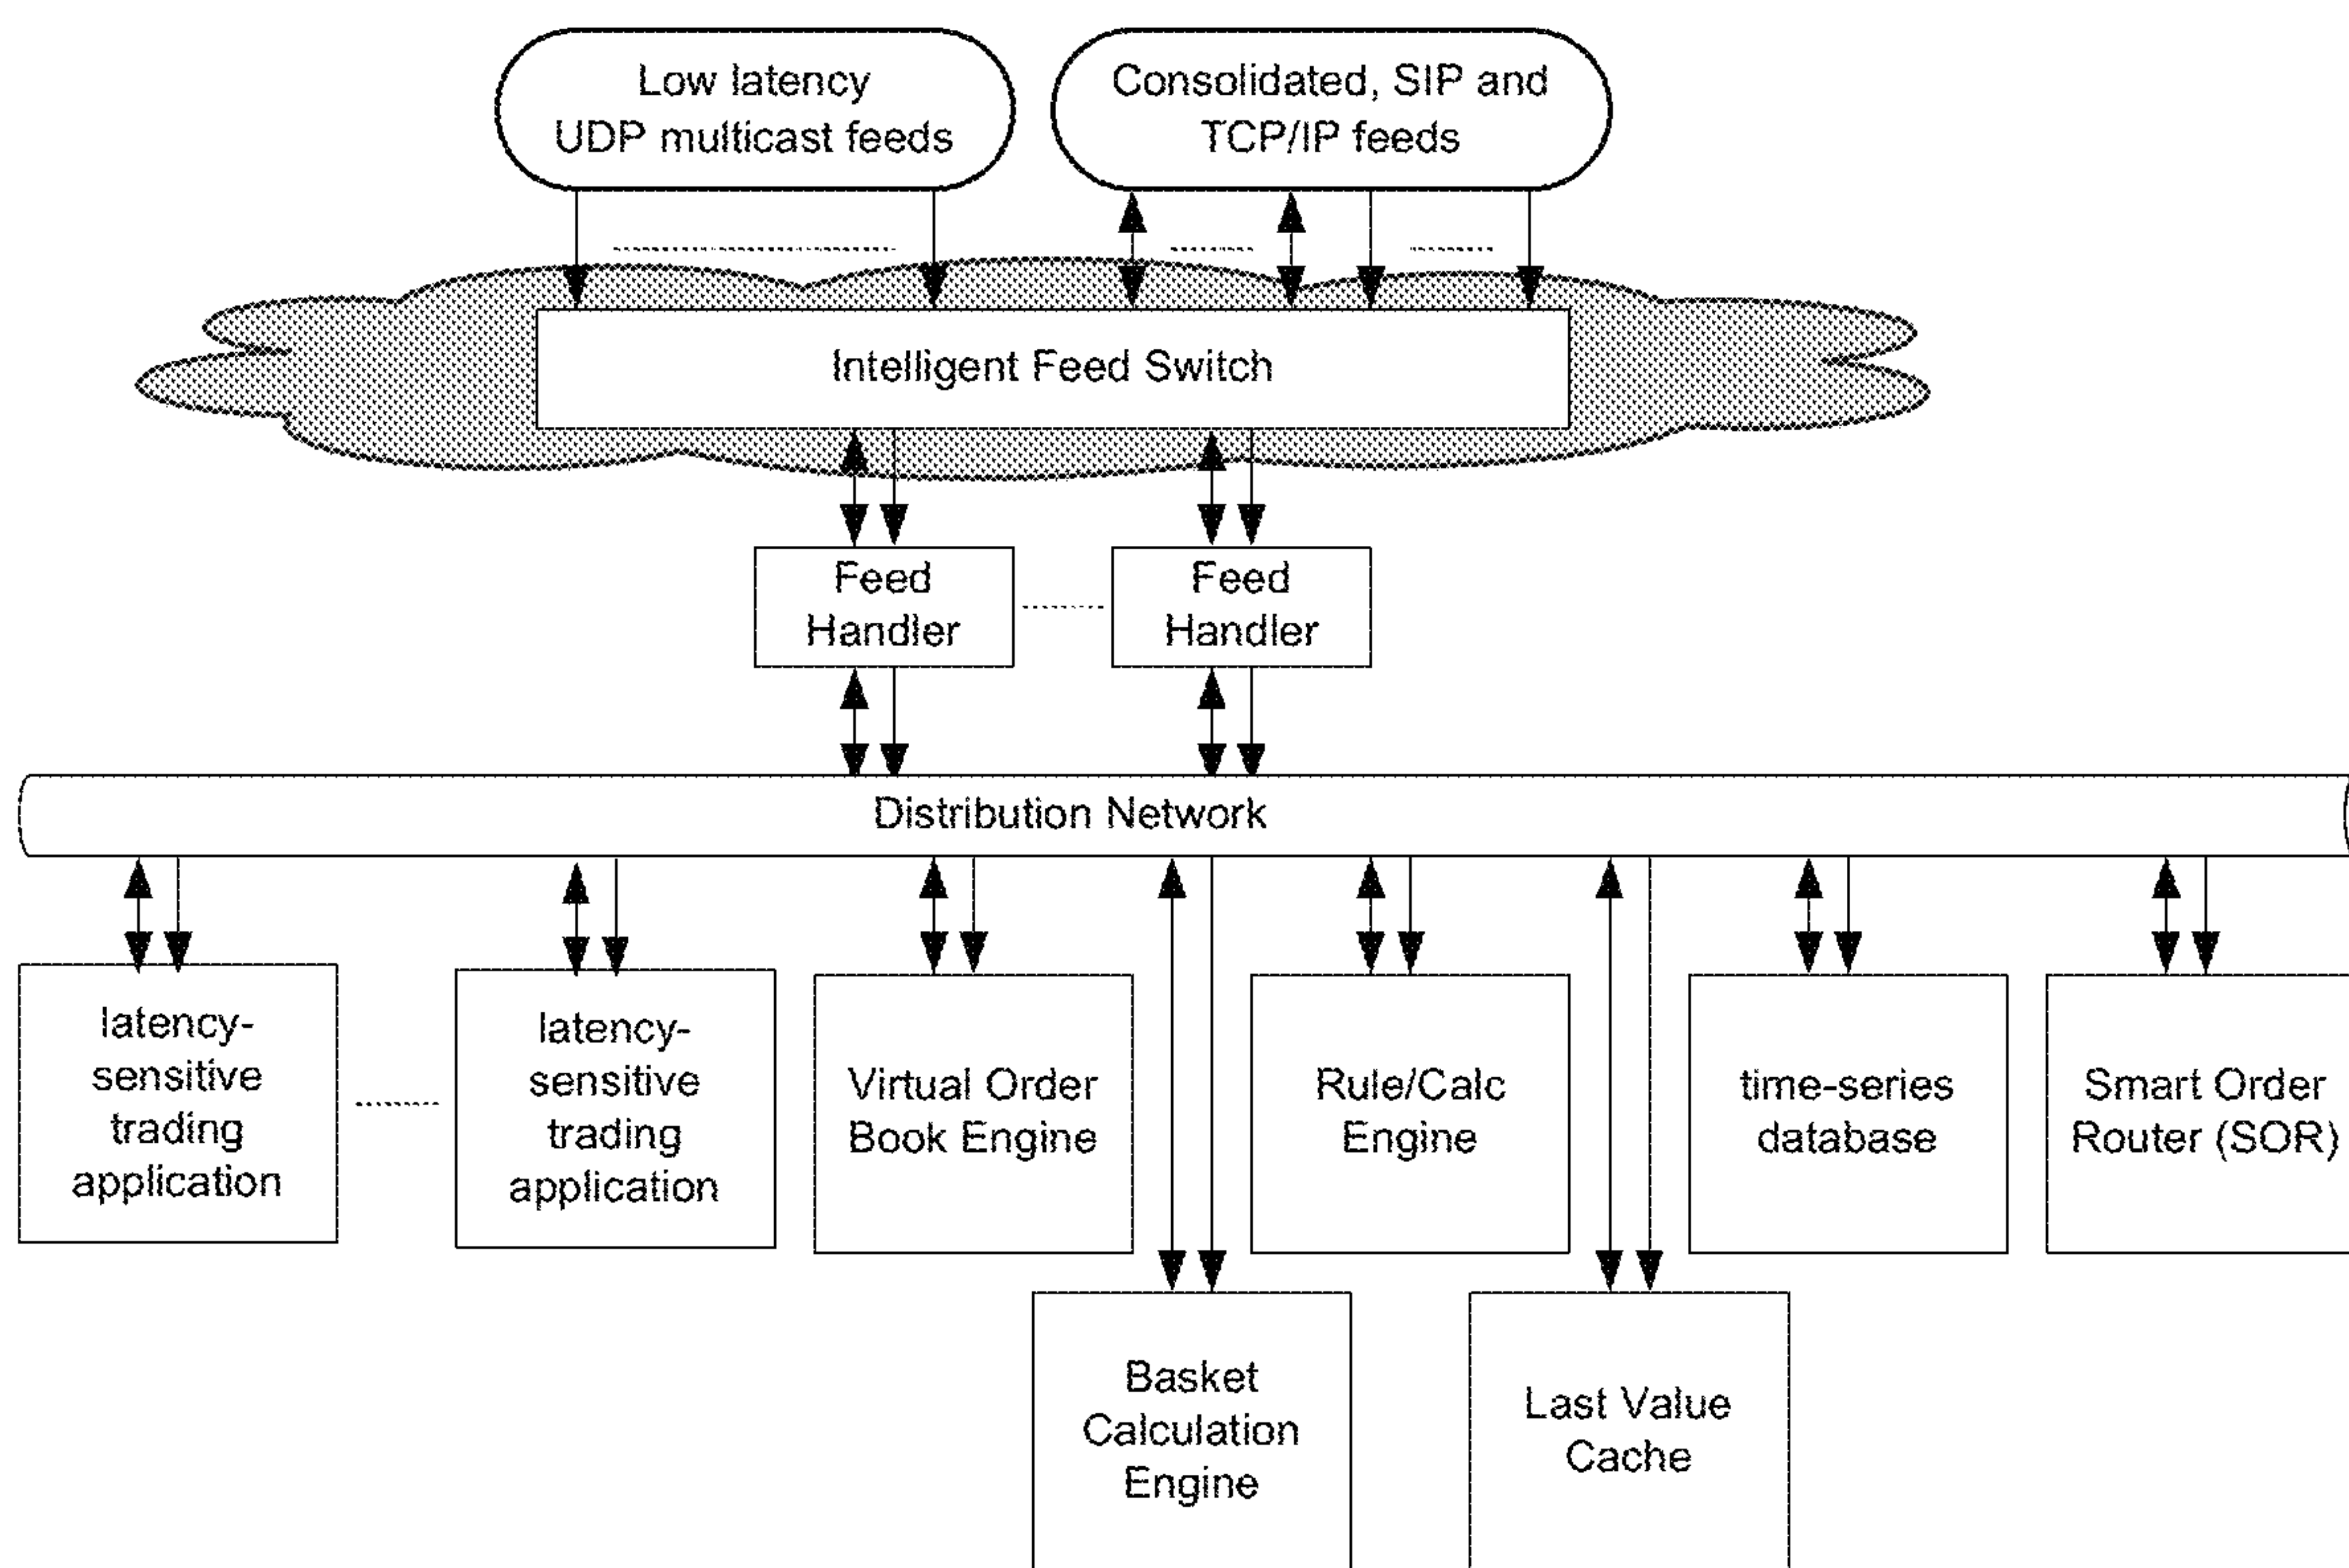 Low latency
UDP multicast feeds
Consolidated, SIP and
TCP/IP feeds
Intelligent Feed Switch
Feed
Handler
Feed
Handler
Distribution Network
latency-
sensitive
trading
application
latency-
sensitive
trading
application
Virtual Order
Book Engine
Rule/Calc
Engine
time-series
database
Smart Order
Router (SOR)
Basket
Calculation
Engine
Last Value
Cache